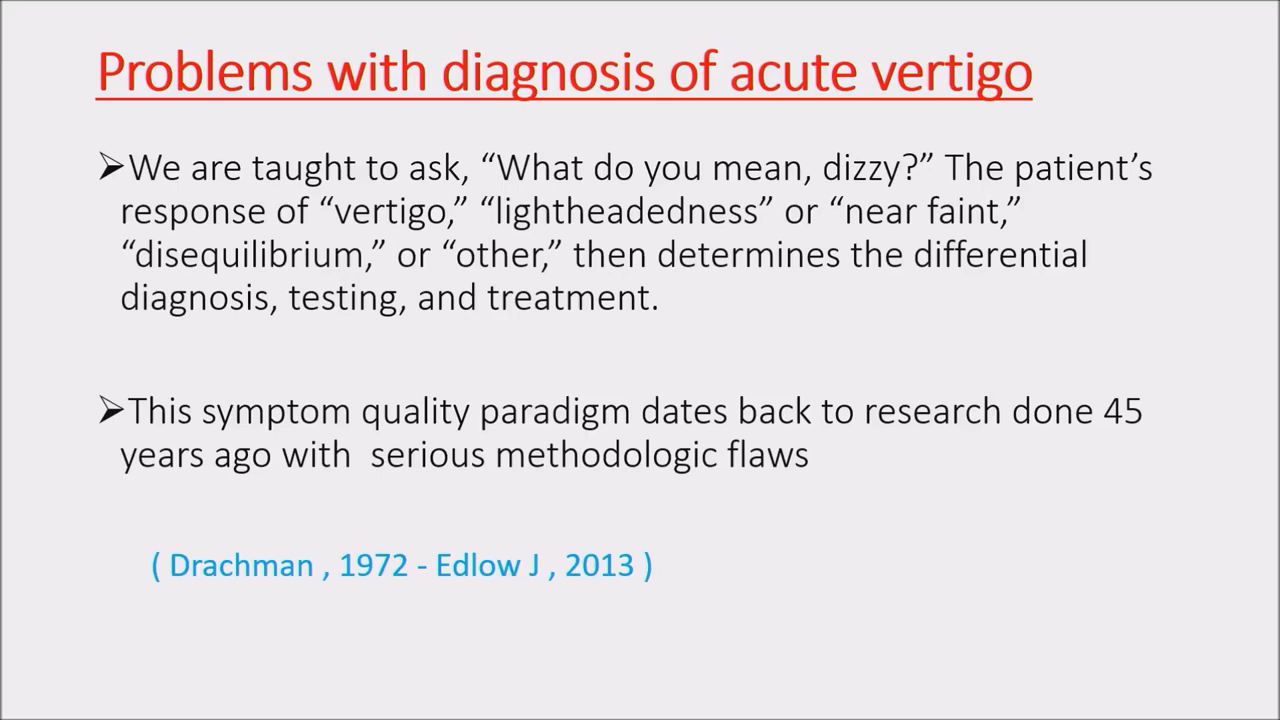 Problems with diagnosis of acute vertigo
➢We are taught to ask, “What do you mean, dizzy?” The patient’s
response of “vertigo,” “lightheadedness” or “near faint,”
“disequilibrium,” or “other,” then determines the differential
diagnosis, testing, and treatment.
➢This symptom quality paradigm dates back to research done 45
years ago with  serious methodologic flaws
( Drachman , 1972 - Edlow J , 2013 )